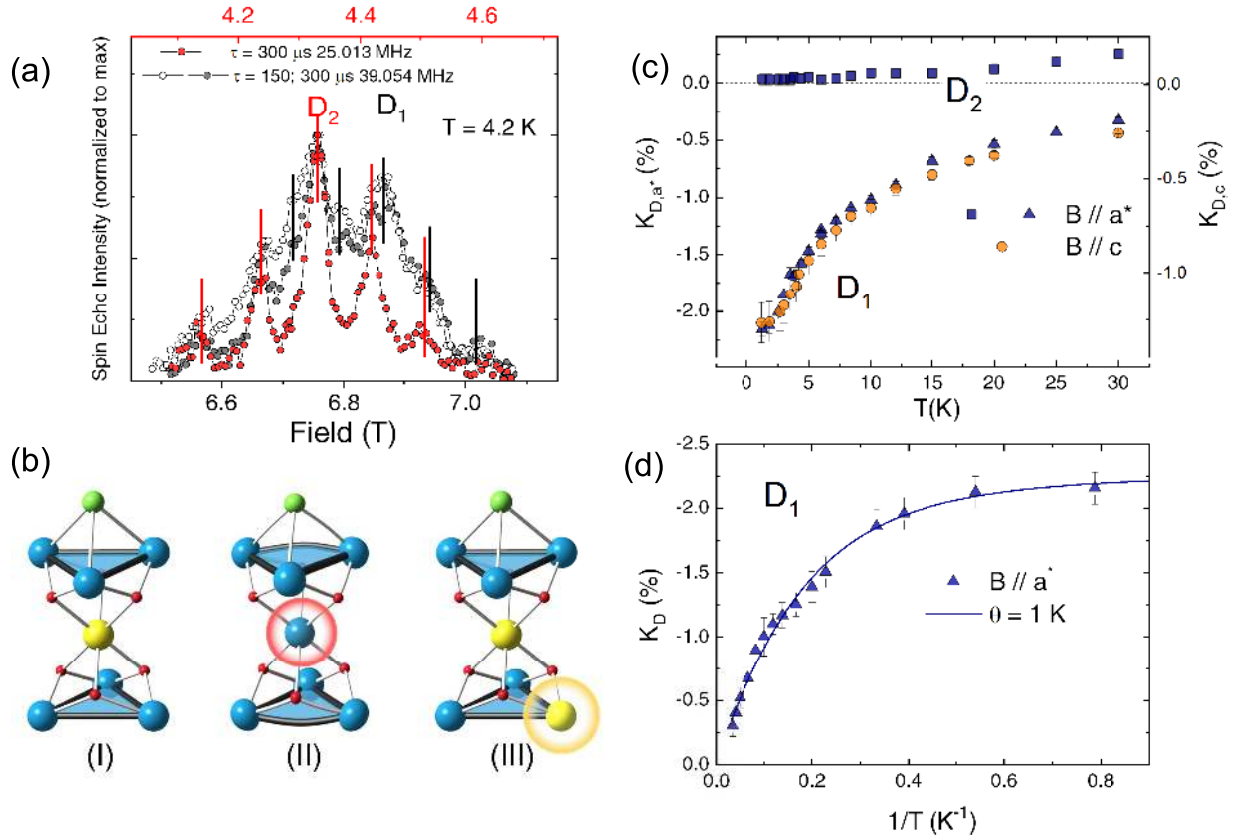 (a)
4.2 4.4 4.6
τ = 300 μs 25.013 MHz
τ = 150; 300 μs 39.054 MHz
D2
D1
T = 4.2 K
Spin Echc Intensity (normalized to max)
6.6 6.8 7.0
Field (T)
(b)
(I)
(II)
(III)
(c)
0.0
-0.5
-1.0
-1.5
-2.0
KD,a* (%)
0.0
-0.5
-1.0
KD,c (%)
D2
D1
B // a*
B // c
0 5 10 15 20 25 30
T(K)
(d)
-2.5
-2.0
-1.5
-1.0
-0.5
0.0
KD (%)
D1
B // a*
θ = 1 K
0.0 0.2 0.4 0.6 0.8
1/T (K-1)